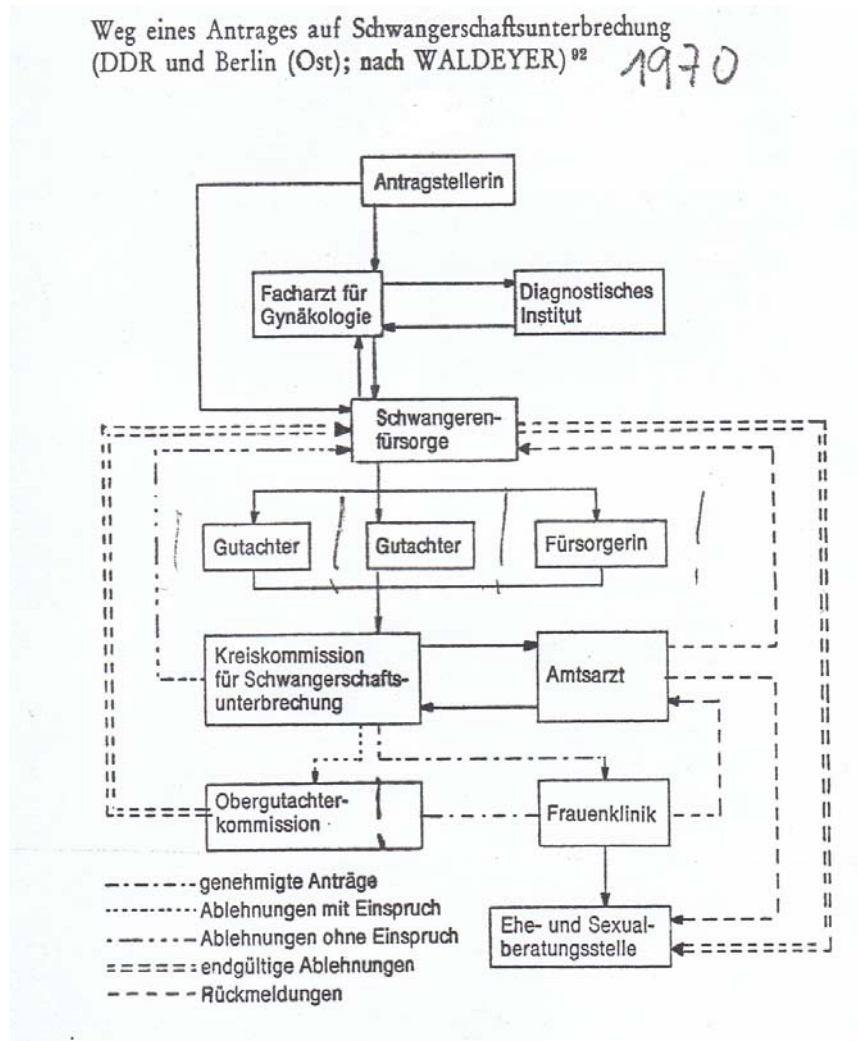 Weg eines Antrages auf Schwangerschaftsunterbrechung
(DDR und Berlin (Ost); nach WALDEYER) 92
1970
Antragstellerin
Facharzt für
Gynäkologie
Diagnostisches
Institut
Schwangeren-
fürsorge
Gutachter
Gutachter
Fürsorgerin
Kreiskommission
für Schwangerschafts-
unterbrechung
Amtsarzt
Obergutachter-
kommission
Frauenklinik
Ehe- und Sexual-
beratungsstelle
genehmigte Anträge
Ablehnungen mit Einspruch
Ablehnungen ohne Einspruch
endgültige Ablehnungen
Rückmeldungen